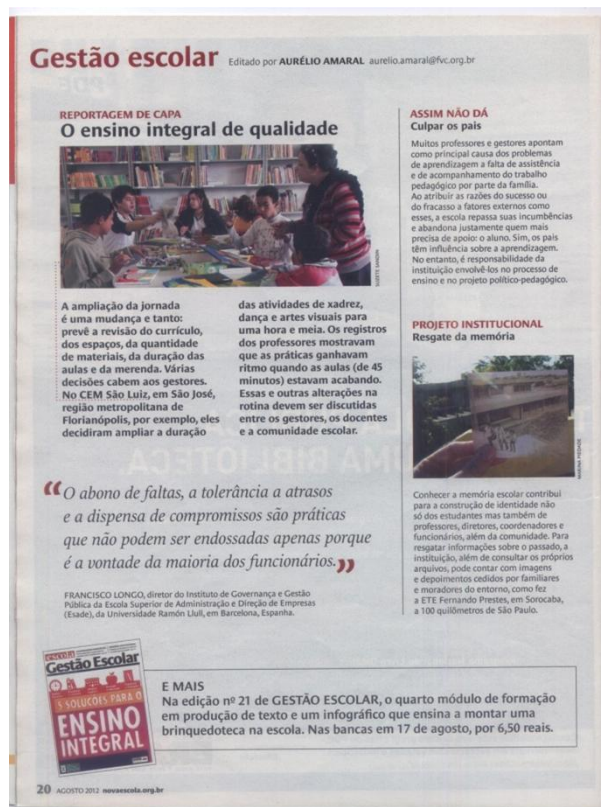 Gestão escolar Editado por AURÉLIO AMARAL aurelio.amaral@fvc.org.br
REPORTAGEM DE CAPA
O ensino integral de qualidade
A ampliação da jornada
é uma mudança e tanto:
prevê a revisão do currículo,
dos espaços, da quantidade
de materiais, da duração das
aulas e da merenda. Várias
decisões cabem aos gestores.
No CEM São Luiz, em São José,
região metropolitana de
Florianópolis, por exemplo, eles
decidiram ampliar a duração
das atividades de xadrez,
dança e artes visuais para
uma hora e meia. Os registros
dos professores mostravam
que as práticas ganhavam
ritmo quando as aulas (de 45
minutos) estavam acabando.
Essas e outras alterações na
rotina devem ser discutidas
entre os gestores, os docentes
e a comunidade escolar.
“O abono de faltas, a tolerância a atrasos
e a dispensa de compromissos são práticas
que não podem ser endossadas apenas porque
é a vontade da maioria dos funcionários.”
FRANCISCO LONGO, diretor do Instituto de Governança e Gestão
Pública da Escola Superior de Administração e Direção de Empresas
(Esade), da Universidade Ramón Llull, em Barcelona, Espanha.
ASSIM NÃO DÁ
Culpar os pais
Muitos professores e gestores apontam
como principal causa dos problemas
de aprendizagem a falta de assistência
e de acompanhamento do trabalho
pedagógico por parte da família.
Ao atribuir as razões do sucesso ou
do fracasso a fatores externos como
esses, a escola repassa suas incumbências
e abandona justamente quem mais
precisa de apoio: o aluno. Sim, os pais
têm influência sobre a aprendizagem.
No entanto, é responsabilidade da
instituição envolvê-los no processo de
ensino e no projeto político-pedagógico.
PROJETO INSTITUCIONAL
Resgate da memória
Conhecer a memória escolar contribui
para a construção de identidade não
só dos estudantes mas também de
professores, diretores, coordenadores e
funcionários, além da comunidade. Para
resgatar informações sobre o passado, a
instituição, além de consultar os próprios
arquivos, pode contar com imagens
e depoimentos cedidos por familiares
e moradores do entorno, como fez
a ETE Fernando Prestes, em Sorocaba,
a 100 quilômetros de São Paulo.
escola
Gestão Escolar
5 SOLUÇÕES PARA O
ENSINO
INTEGRAL
E MAIS
Na edição nº 21 de GESTÃO ESCOLAR, o quarto módulo de formação
em produção de texto e um infográfico que ensina a montar uma
brinquedoteca na escola. Nas bancas em 17 de agosto, por 6,50 reais.
20 AGOSTO 2012 novaescola.org.br